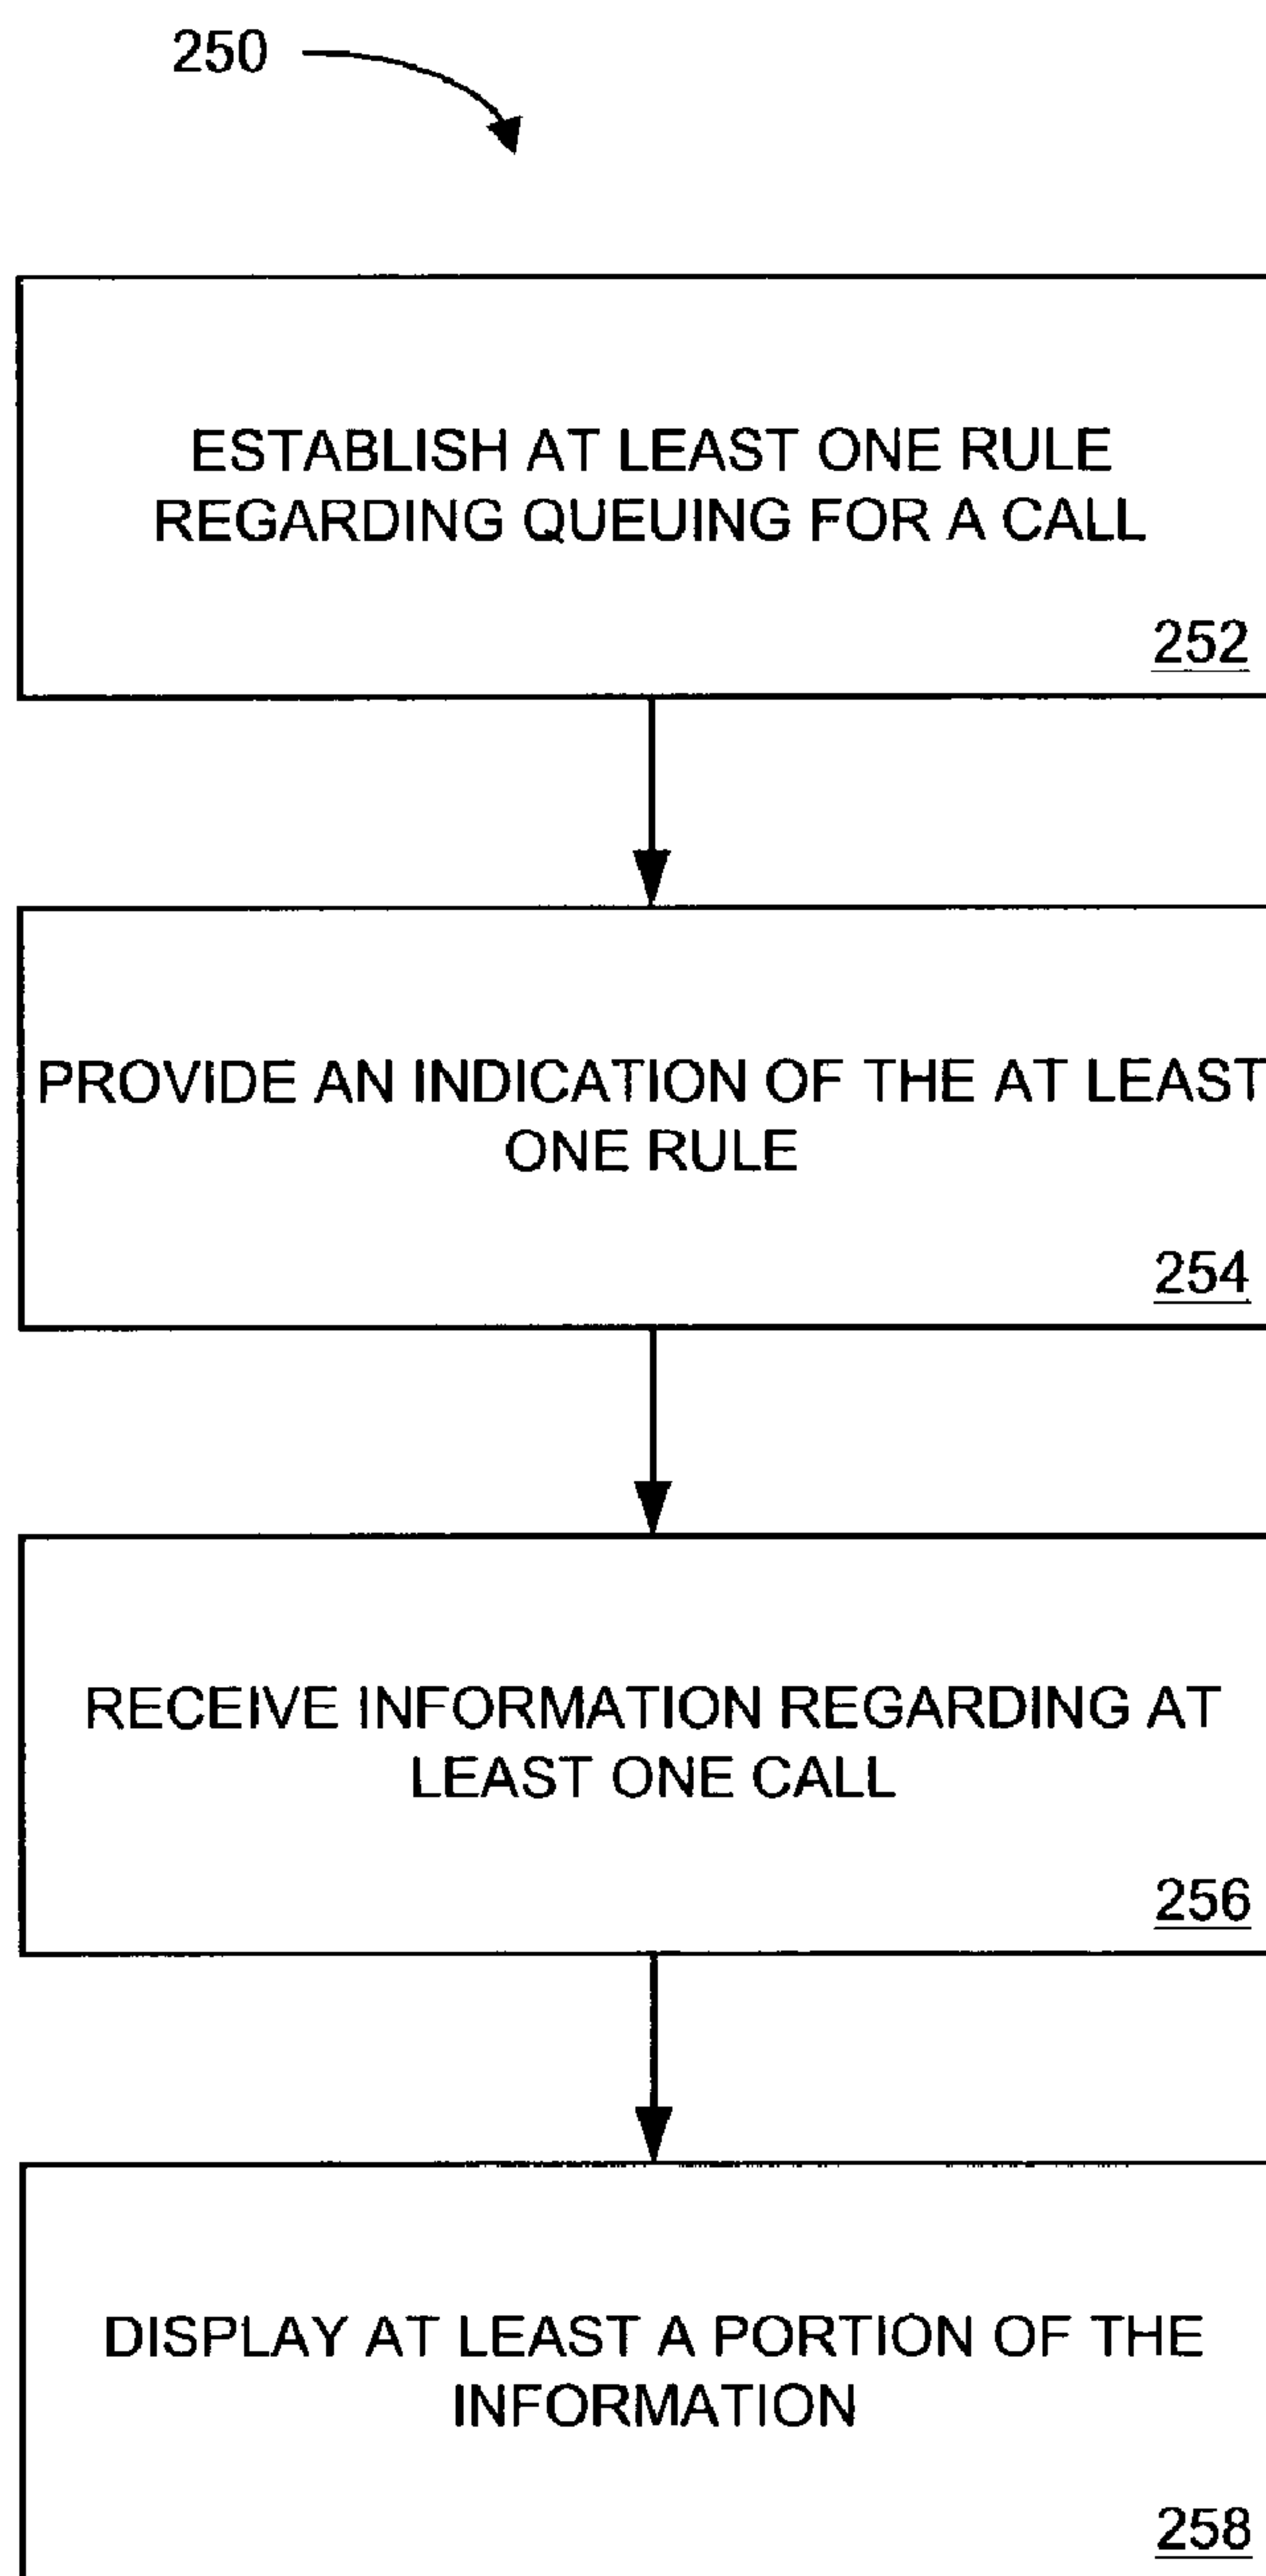 250
ESTABLISH AT LEAST ONE RULE
REGARDING QUEUING FOR A CALL
252
PROVIDE AN INDICATION OF THE AT LEAST
ONE RULE
254
RECEIVE INFORMATION REGARDING AT
LEAST ONE CALL
256
DISPLAY AT LEAST A PORTION OF THE
INFORMATION
258